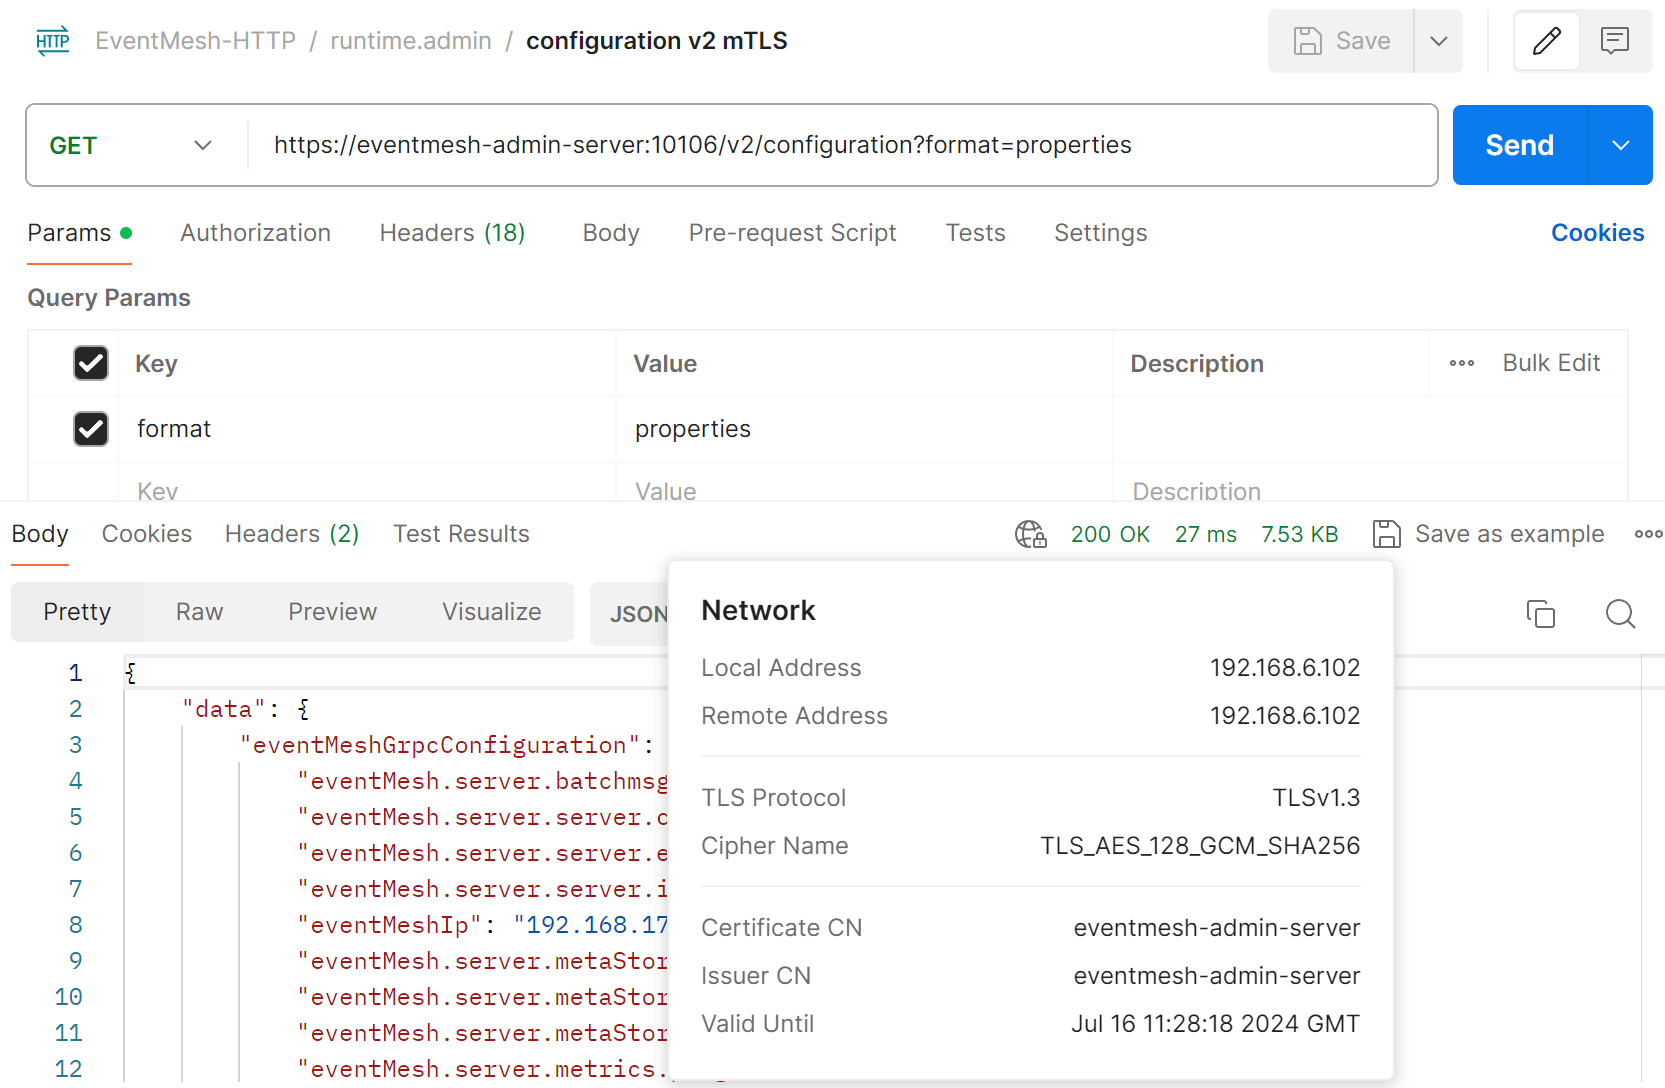 HTTP EventMesh-HTTP / runtime.admin / configuration v2 mTLS Save
GET https://eventmesh-admin-server:10106/v2/configuration?format=properties Send
Params Authorization Headers (18) Body Pre-request Script Tests Settings Cookies
Query Params
Key Value Description Bulk Edit
format properties
Key Value Description
Body Cookies Headers (2) Test Results 200 OK 27 ms 7.53 KB Save as example
Pretty Raw Preview Visualize JSON
1 {
2 "data": {
3 "eventMeshGrpcConfiguration":
4 "eventMesh.server.batchmsg
5 "eventMesh.server.server.c
6 "eventMesh.server.server.e
7 "eventMesh.server.server.i
8 "eventMeshIp": "192.168.17
9 "eventMesh.server.metaStor
10 "eventMesh.server.metaStor
11 "eventMesh.server.metaStor
12 "eventMesh.server.metrics.
Network
Local Address 192.168.6.102
Remote Address 192.168.6.102
TLS Protocol TLSv1.3
Cipher Name TLS_AES_128_GCM_SHA256
Certificate CN eventmesh-admin-server
Issuer CN eventmesh-admin-server
Valid Until Jul 16 11:28:18 2024 GMT